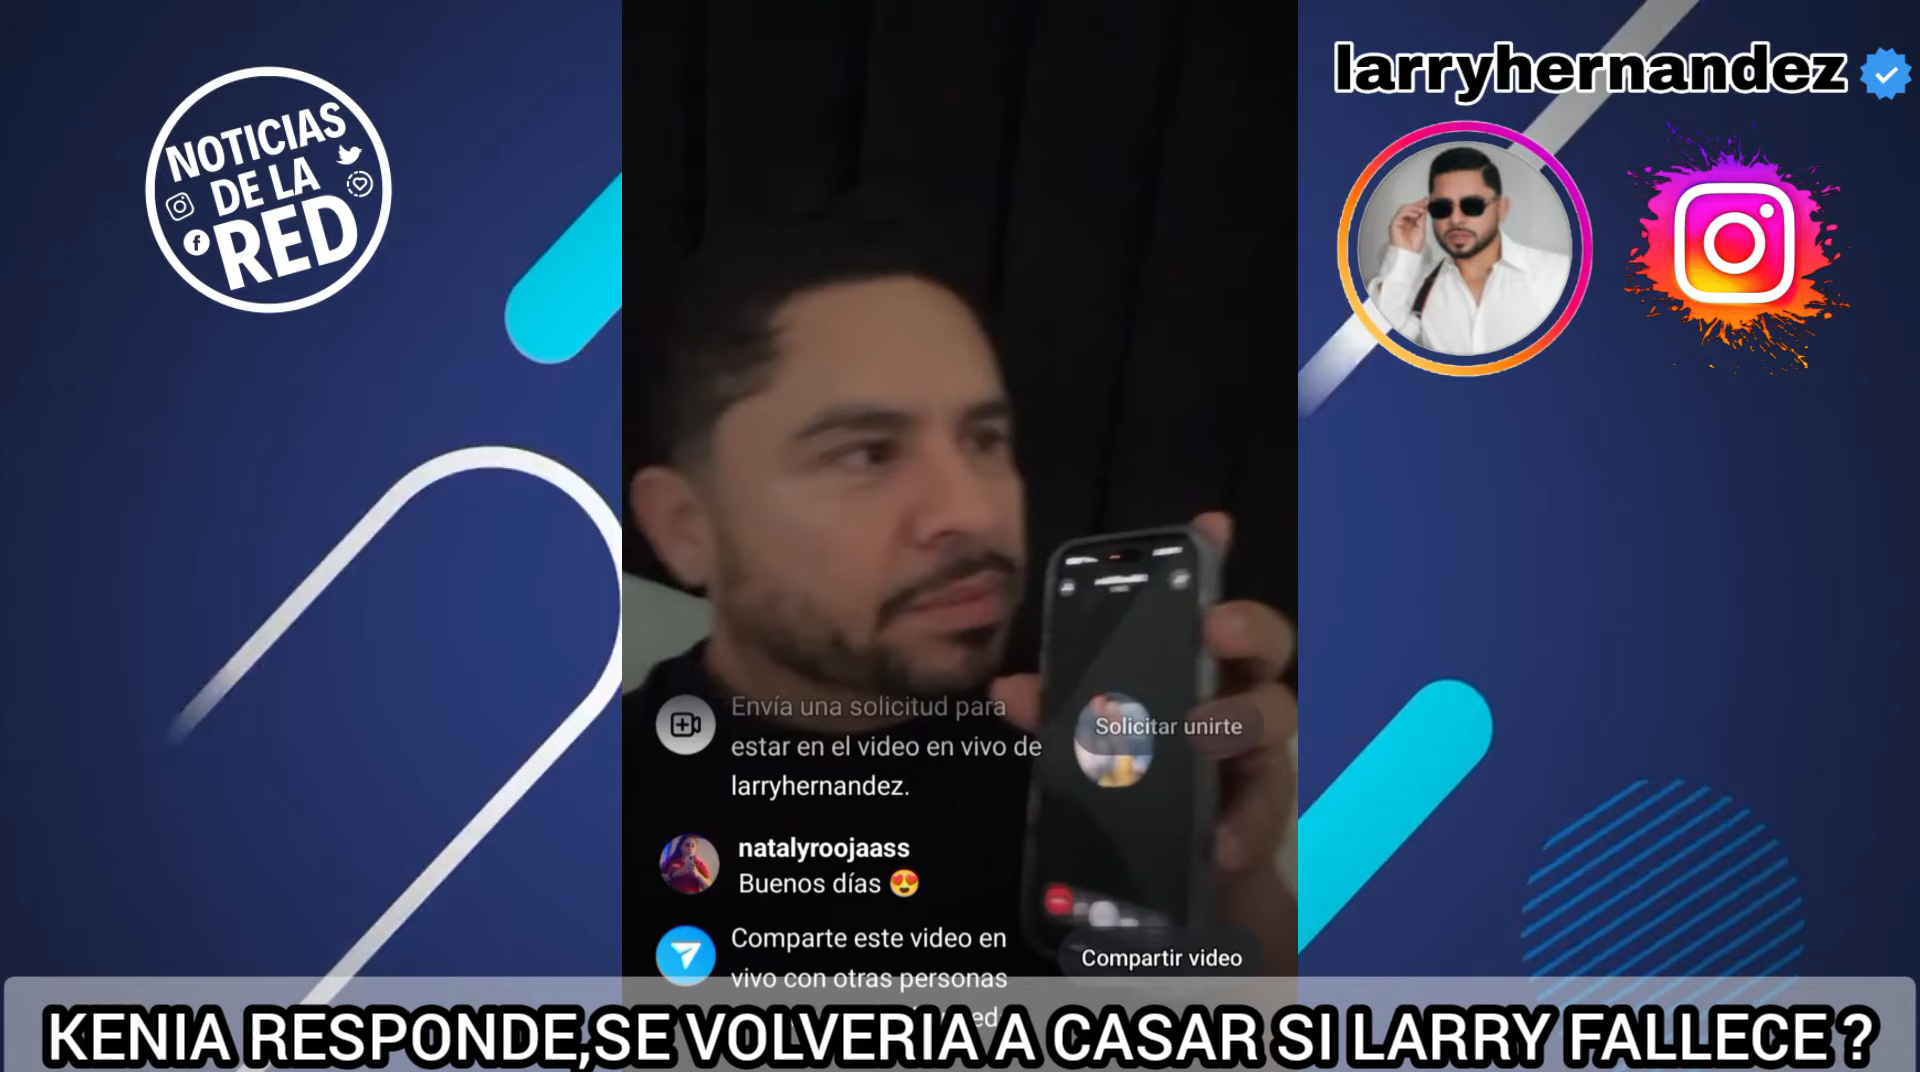 NOTICIAS
DE LA
RED
larryhernandez
Envía una solicitud para
estar en el video en vivo de
larryhernandez.
Solicitar unirte
natalyroojaass
Buenos días 😍
Comparte este video en
vivo con otras personas
Compartir video
KENIA RESPONDE,SE VOLVERIA A CASAR SI LARRY FALLECE ?